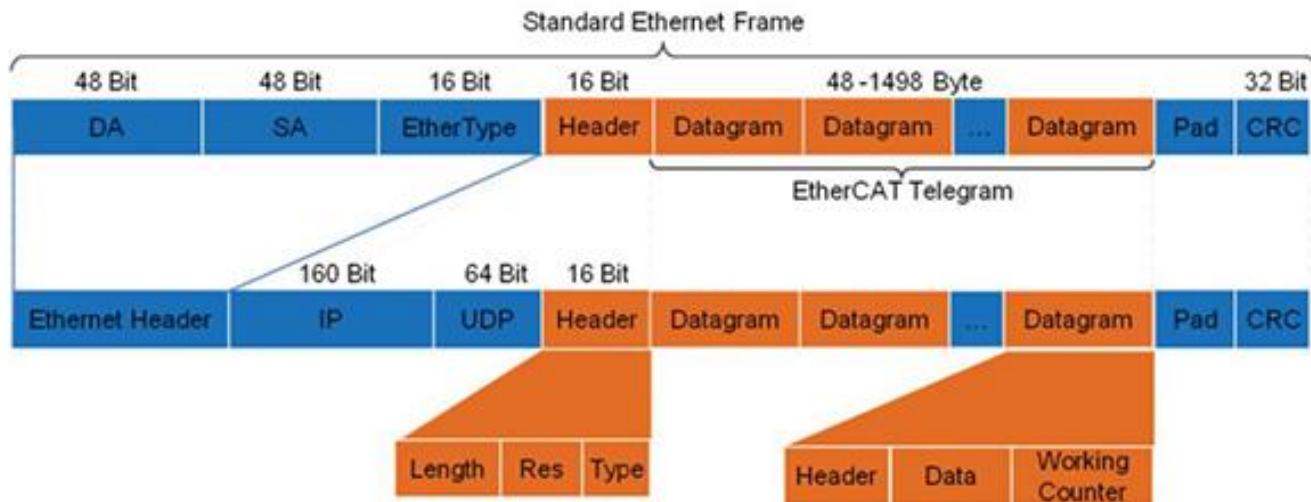 Standard Ethernet Frame
48 Bit 48 Bit 16 Bit 16 Bit 48-1498 Byte 32 Bit
DA SA EtherType Header Datagram Datagram ... Datagram Pad CRC
EtherCAT Telegram
160 Bit 64 Bit 16 Bit
Ethernet Header IP UDP Header Datagram Datagram ... Datagram Pad CRC
Length Res Type Header Data Working
Counter